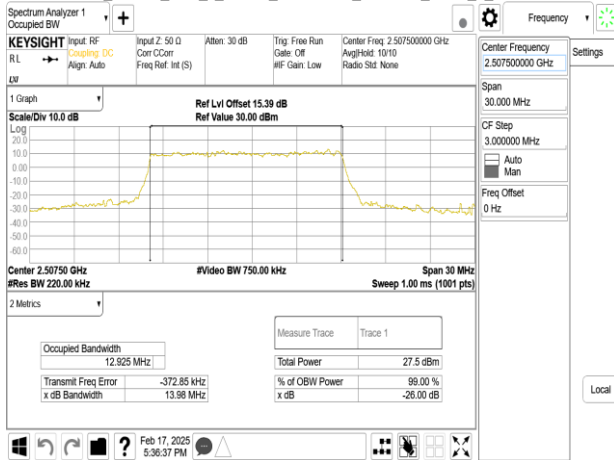 Spectrum Analyzer 1
Occupied BW
+
Frequency
KEYSIGHT
RL
LXI
Input: RF
Coupling: DC
Align: Auto
Input Z: 50 Ω
Corr CCorr
Freq Ref: Int (S)
Atten: 30 dB
Trig: Free Run
Gate: Off
#IF Gain: Low
Center Freq: 2.507500000 GHz
Avg|Hold: 10/10
Radio Std: None
Center Frequency
2.507500000 GHz
Settings
Span
30.000 MHz
CF Step
3.000000 MHz
Auto
Man
Freq Offset
0 Hz
Local
1 Graph
Scale/Div 10.0 dB
Ref Lvl Offset 15.39 dB
Ref Value 30.00 dBm
Log
20.0
10.0
0.00
-10.0
-20.0
-30.0
-40.0
-50.0
-60.0
Center 2.50750 GHz
#Video BW 750.00 kHz
Span 30 MHz
#Res BW 220.00 kHz
Sweep 1.00 ms (1001 pts)
2 Metrics
Measure Trace
Trace 1
Occupied Bandwidth
12.925 MHz
Total Power
27.5 dBm
Transmit Freq Error
-372.85 kHz
% of OBW Power
99.00 %
x dB Bandwidth
13.98 MHz
x dB
-26.00 dB
?
Feb 17, 2025
5:36:37 PM